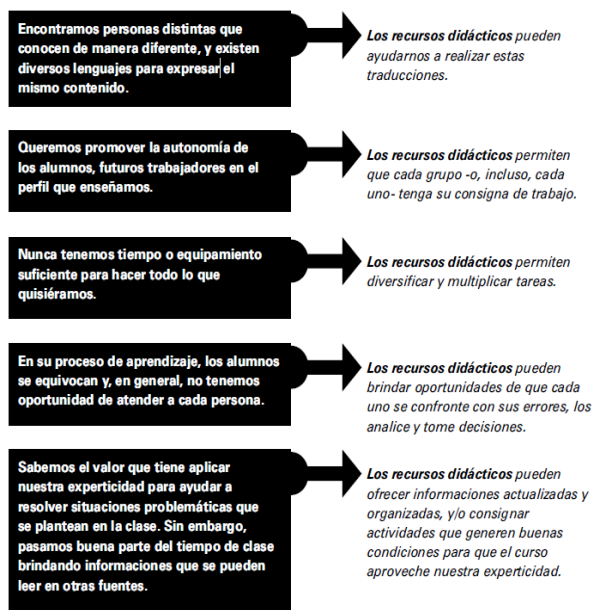 Encontramos personas distintas que
conocen de manera diferente, y existen
diversos lenguajes para expresar el
mismo contenido.
Los recursos didácticos pueden
ayudarnos a realizar estas
traducciones.
Queremos promover la autonomía de
los alumnos, futuros trabajadores en el
perfil que enseñamos.
Los recursos didácticos permiten
que cada grupo -o, incluso, cada
uno- tenga su consigna de trabajo.
Nunca tenemos tiempo o equipamiento
suficiente para hacer todo lo que
quisiéramos.
Los recursos didácticos permiten
diversificar y multiplicar tareas.
En su proceso de aprendizaje, los alumnos
se equivocan y, en general, no tenemos
oportunidad de atender a cada persona.
Los recursos didácticos pueden
brindar oportunidades de que cada
uno se confronte con sus errores, los
analice y tome decisiones.
Sabemos el valor que tiene aplicar
nuestra experticidad para ayudar a
resolver situaciones problemáticas que
se plantean en la clase. Sin embargo,
pasamos buena parte del tiempo de clase
brindando informaciones que se pueden
leer en otras fuentes.
Los recursos didácticos pueden
ofrecer informaciones actualizadas y
organizadas, y/o consignar
actividades que generen buenas
condiciones para que el curso
aproveche nuestra experticidad.